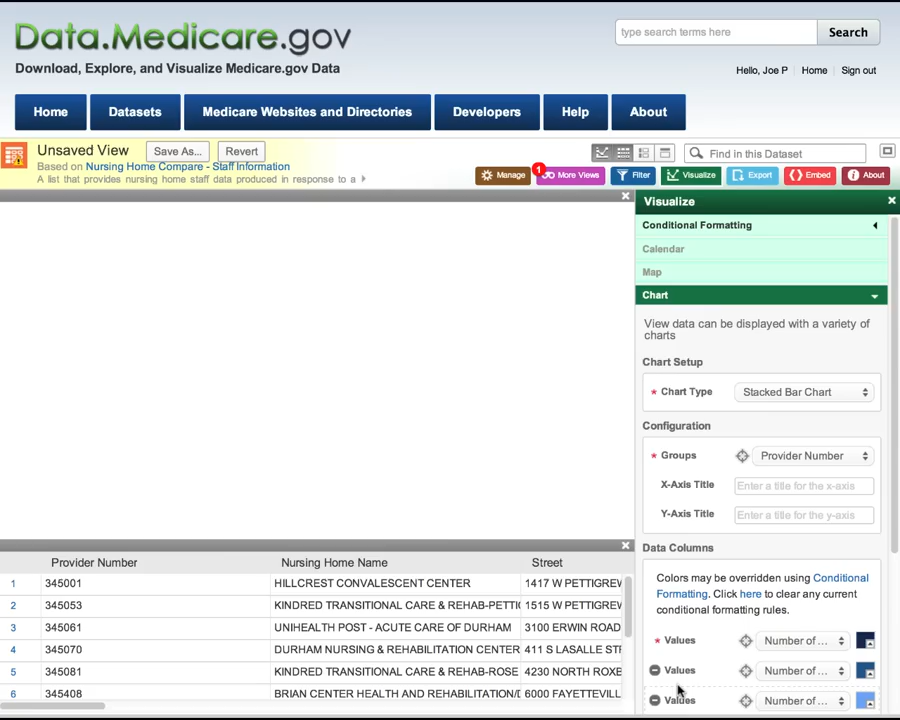 Data.Medicare.gov
Download, Explore, and Visualize Medicare.gov Data
type search terms here
Search
Hello, Joe P
Home
Sign out
Home
Datasets
Medicare Websites and Directories
Developers
Help
About
Unsaved View
Save As...
Revert
Based on Nursing Home Compare - Staff Information
A list that provides nursing home staff data produced in response to a
Find in this Dataset
Manage
1
More Views
Filter
Visualize
Export
Embed
About
Visualize
Conditional Formatting
Calendar
Map
Chart
View data can be displayed with a variety of
charts
Chart Setup
* Chart Type Stacked Bar Chart
Configuration
* Groups Provider Number
X-Axis Title Enter a title for the x-axis
Y-Axis Title Enter a title for the y-axis
Data Columns
Colors may be overridden using Conditional
Formatting. Click here to clear any current
conditional formatting rules.
* Values Number of ...
Values Number of ...
Values Number of ...
Provider Number Nursing Home Name Street
1 345001 HILLCREST CONVALESCENT CENTER 1417 W PETTIGREW
2 345053 KINDRED TRANSITIONAL CARE & REHAB-PETTIG 1515 W PETTIGREW
3 345061 UNIHEALTH POST - ACUTE CARE OF DURHAM 3100 ERWIN ROAD
4 345070 DURHAM NURSING & REHABILITATION CENTER 411 S LASALLE ST
5 345081 KINDRED TRANSITIONAL CARE & REHAB-ROSE 4230 NORTH ROXB
6 345408 BRIAN CENTER HEALTH AND REHABILITATION/D 6000 FAYETTEVILL